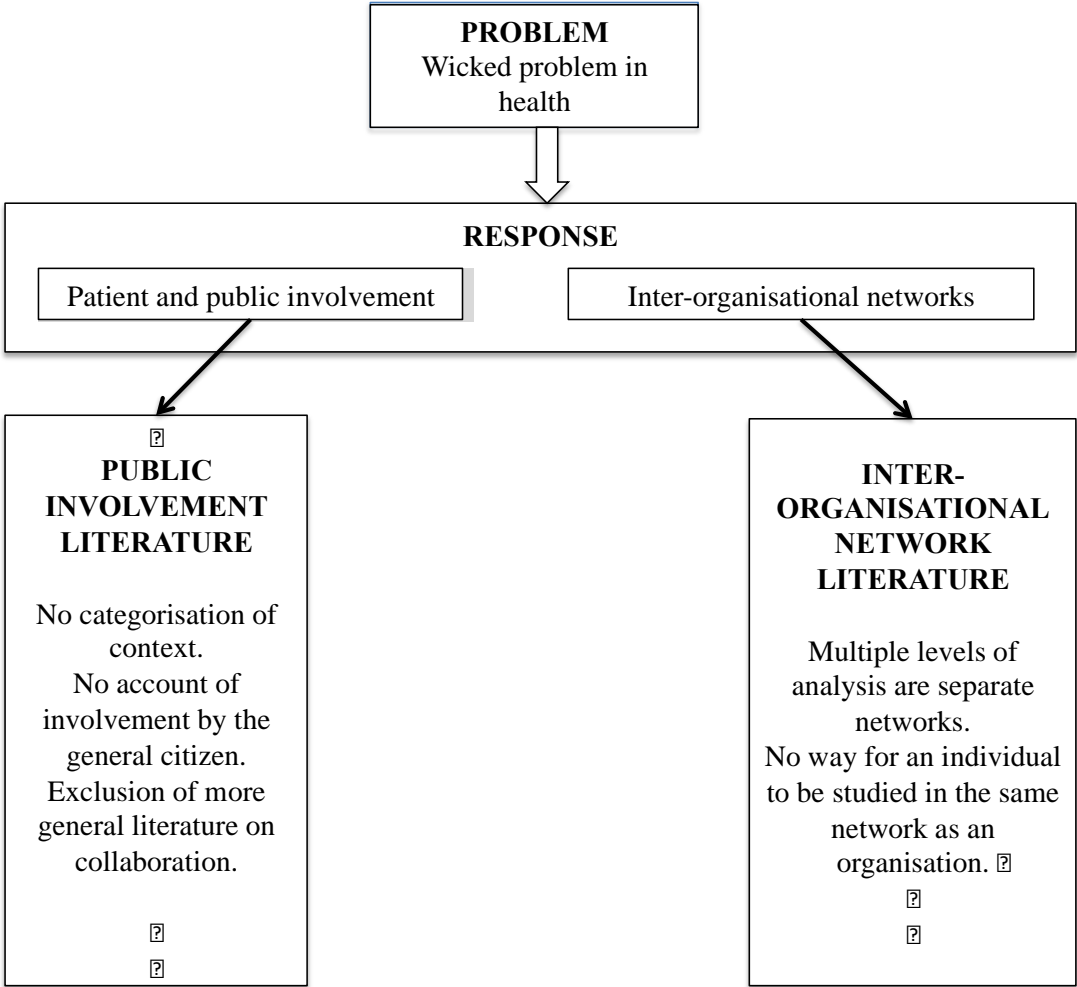 PROBLEM
Wicked problem in
health
RESPONSE
Patient and public involvement
Inter-organisational networks
PUBLIC
INVOLVEMENT
LITERATURE
No categorisation of
context.
No account of
involvement by the
general citizen.
Exclusion of more
general literature on
collaboration.
INTER-
ORGANISATIONAL
NETWORK
LITERATURE
Multiple levels of
analysis are separate
networks.
No way for an individual
to be studied in the same
network as an
organisation.